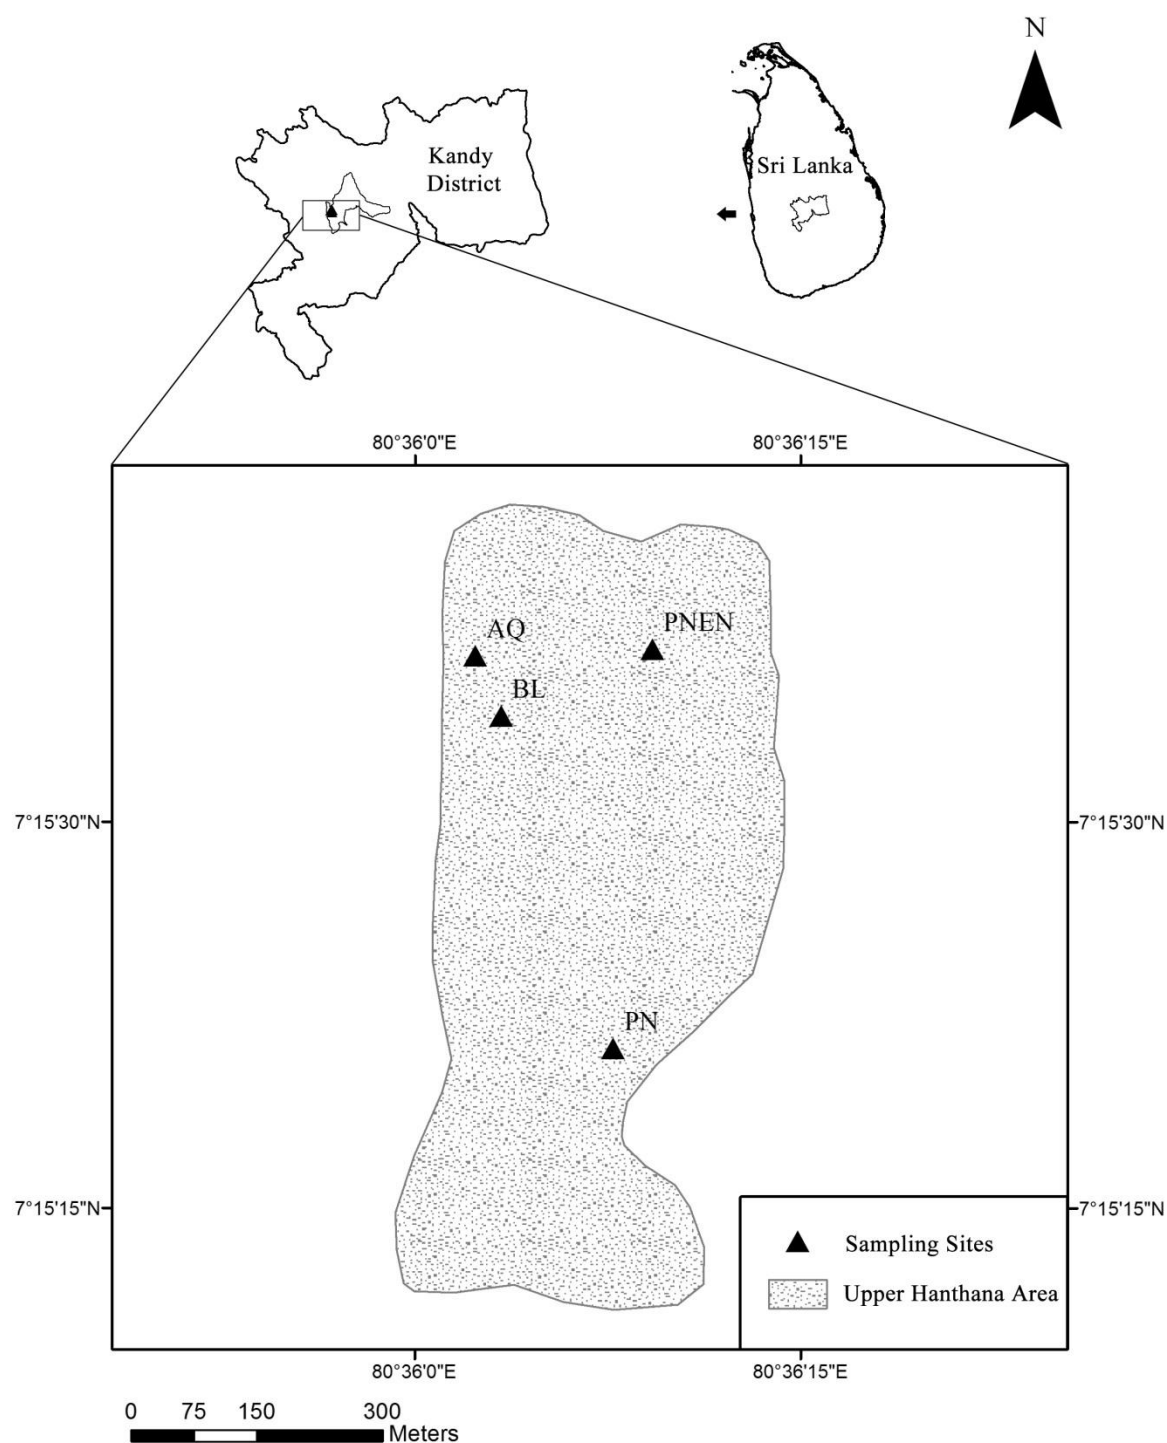 N
Kandy
District
Sri Lanka
80°36'0"E
80°36'15"E
AQ
PNEN
BL
7°15'30"N
7°15'30"N
PN
7°15'15"N
7°15'15"N
Sampling Sites
Upper Hanthana Area
80°36'0"E
80°36'15"E
0 75 150 300
Meters